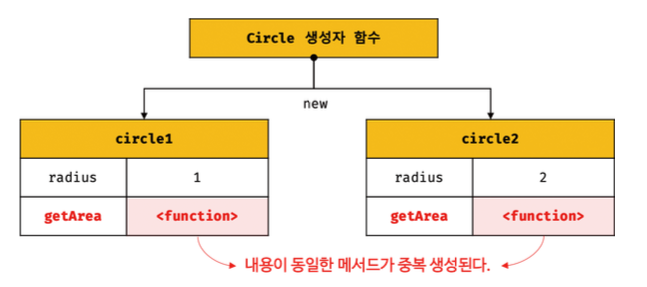 Circle 생성자 함수
new
circle1
radius 1
getArea <function>
circle2
radius 2
getArea <function>
내용이 동일한 메서드가 중복 생성된다.